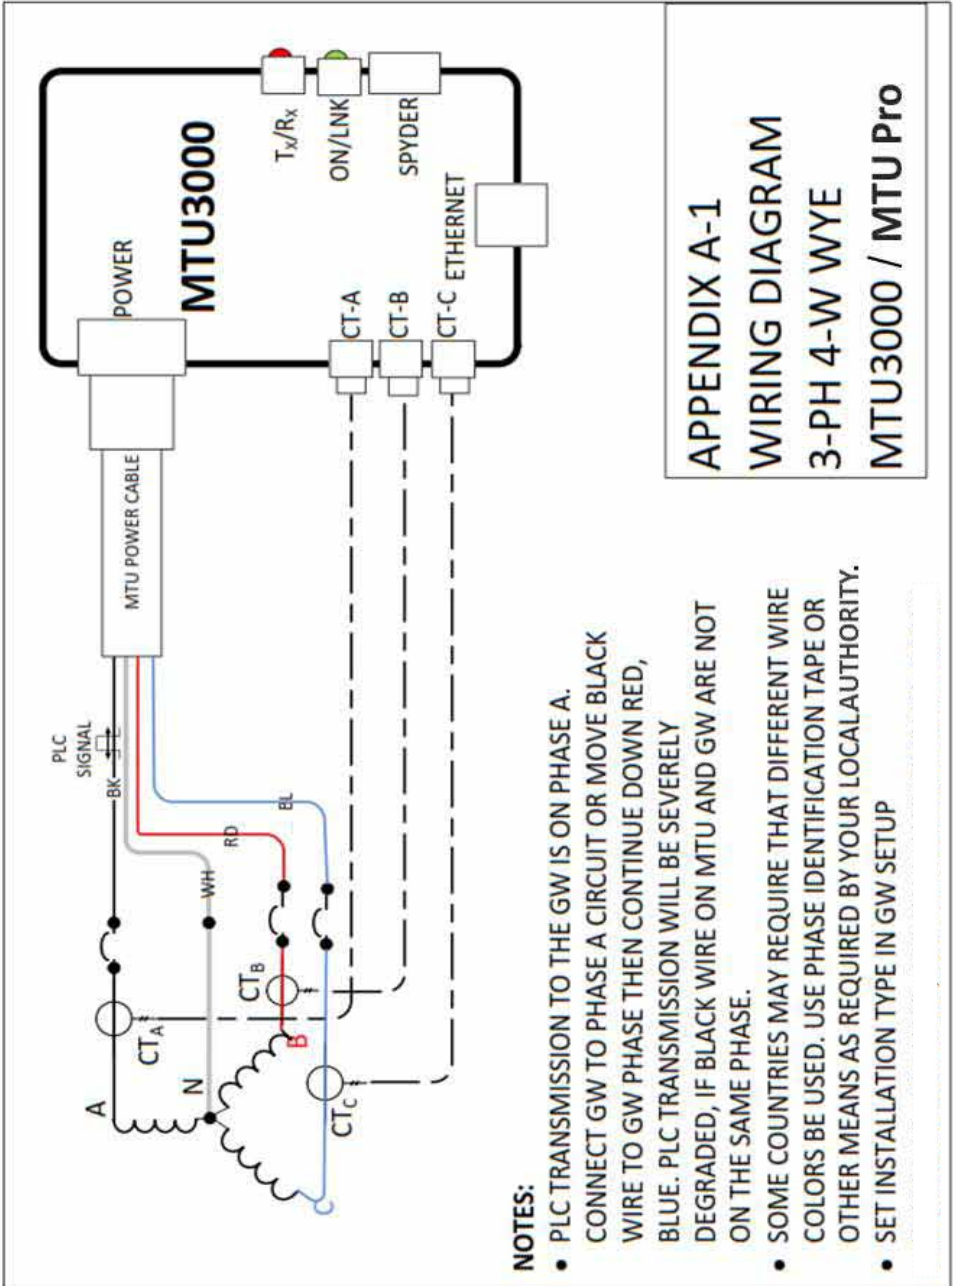 PLC
SIGNAL
MTU POWER CABLE
POWER
MTU3000
BK
WH
RD
BL
A
N
B
C
CTA
CTB
CTC
CT-A
CT-B
CT-C
TX/RX
ON/LNK
SPYDER
ETHERNET
NOTES:
• PLC TRANSMISSION TO THE GW IS ON PHASE A.
CONNECT GW TO PHASE A CIRCUIT OR MOVE BLACK
WIRE TO GW PHASE THEN CONTINUE DOWN RED,
BLUE. PLC TRANSMISSION WILL BE SEVERELY
DEGRADED, IF BLACK WIRE ON MTU AND GW ARE NOT
ON THE SAME PHASE.
• SOME COUNTRIES MAY REQUIRE THAT DIFFERENT WIRE
COLORS BE USED. USE PHASE IDENTIFICATION TAPE OR
OTHER MEANS AS REQUIRED BY YOUR LOCALAUTHORITY.
• SET INSTALLATION TYPE IN GW SETUP
APPENDIX A-1
WIRING DIAGRAM
3-PH 4-W WYE
MTU3000 / MTU Pro